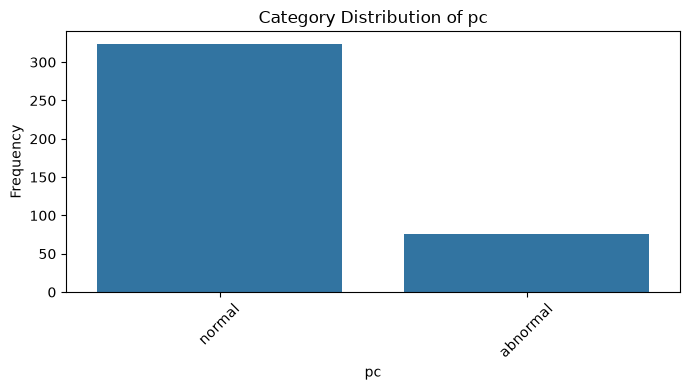 Category Distribution of pc
Frequency
300
250
200
150
100
50
0
normal
abnormal
pc